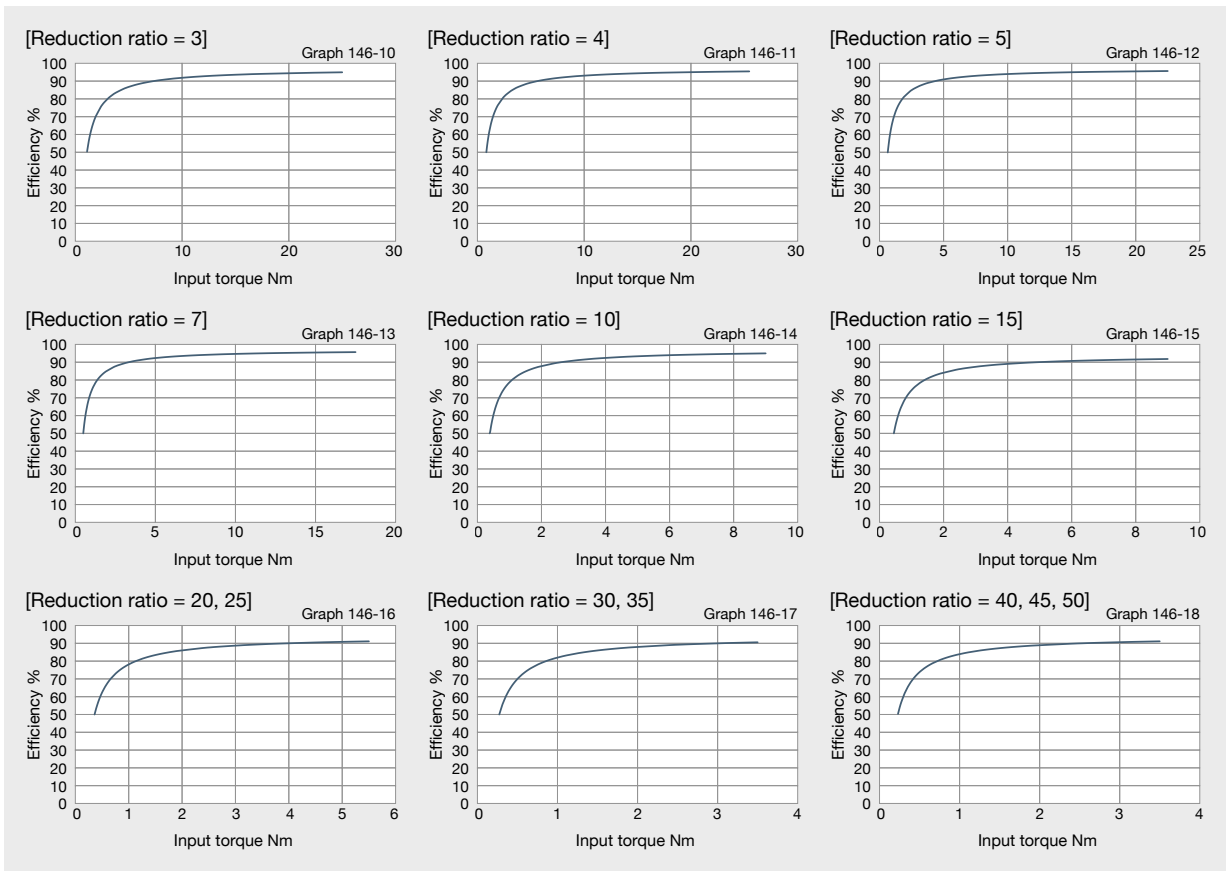 [Reduction ratio = 3]
Graph 146-10
100
90
80
70
60
50
40
30
20
10
0
Efficiency %
0 10 20 30
Input torque Nm
[Reduction ratio = 4]
Graph 146-11
100
90
80
70
60
50
40
30
20
10
0
Efficiency %
0 10 20 30
Input torque Nm
[Reduction ratio = 5]
Graph 146-12
100
90
80
70
60
50
40
30
20
10
0
Efficiency %
0 5 10 15 20 25
Input torque Nm
[Reduction ratio = 7]
Graph 146-13
100
90
80
70
60
50
40
30
20
10
0
Efficiency %
0 5 10 15 20
Input torque Nm
[Reduction ratio = 10]
Graph 146-14
100
90
80
70
60
50
40
30
20
10
0
Efficiency %
0 2 4 6 8 10
Input torque Nm
[Reduction ratio = 15]
Graph 146-15
100
90
80
70
60
50
40
30
20
10
0
Efficiency %
0 2 4 6 8 10
Input torque Nm
[Reduction ratio = 20, 25]
Graph 146-16
100
90
80
70
60
50
40
30
20
10
0
Efficiency %
0 1 2 3 4 5 6
Input torque Nm
[Reduction ratio = 30, 35]
Graph 146-17
100
90
80
70
60
50
40
30
20
10
0
Efficiency %
0 1 2 3 4
Input torque Nm
[Reduction ratio = 40, 45, 50]
Graph 146-18
100
90
80
70
60
50
40
30
20
10
0
Efficiency %
0 1 2 3 4
Input torque Nm